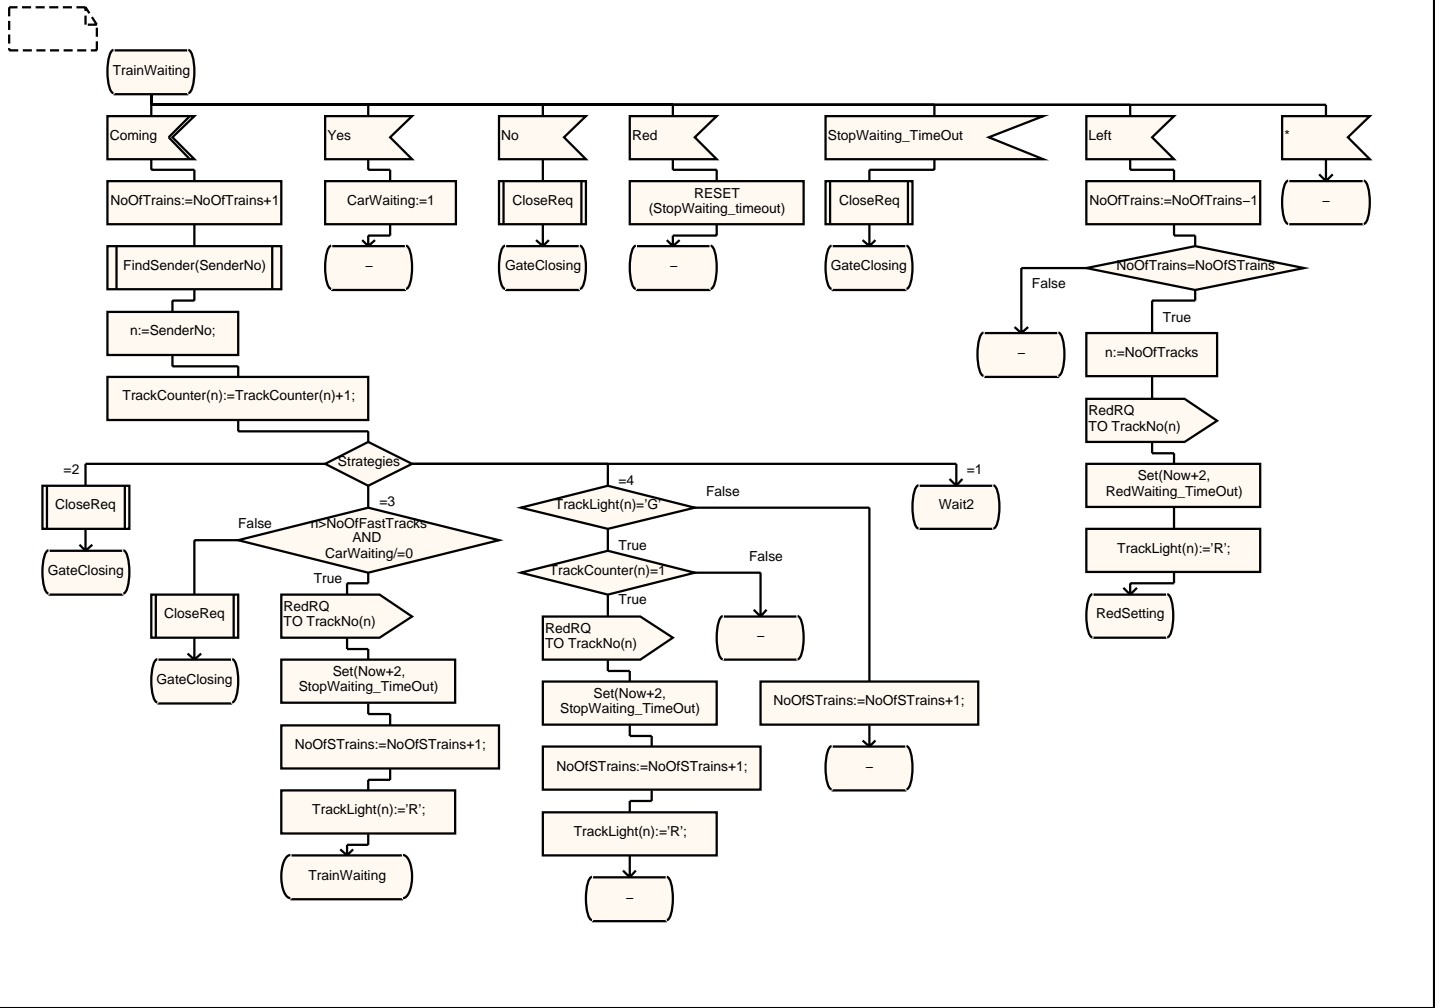 TrainWaiting
Coming
Yes
No
Red
StopWaiting_TimeOut
Left
*
NoOfTrains:=NoOfTrains+1
CarWaiting:=1
CloseReq
RESET
(StopWaiting_timeout)
CloseReq
NoOfTrains:=NoOfTrains−1
−
FindSender(SenderNo)
−
GateClosing
−
GateClosing
NoOfTrains=NoOfSTrains
False
True
n:=SenderNo;
−
n:=NoOfTracks
TrackCounter(n):=TrackCounter(n)+1;
RedRQ
TO TrackNo(n)
Strategies
=2
=1
=4
=3
CloseReq
n>NoOfFastTracks
AND
CarWaiting/=0
False
True
TrackLight(n)='G'
False
True
Wait2
Set(Now+2,
RedWaiting_TimeOut)
GateClosing
TrackCounter(n)=1
False
True
TrackLight(n):='R';
CloseReq
RedRQ
TO TrackNo(n)
RedRQ
TO TrackNo(n)
−
RedSetting
GateClosing
Set(Now+2,
StopWaiting_TimeOut)
Set(Now+2,
StopWaiting_TimeOut)
NoOfSTrains:=NoOfSTrains+1;
NoOfSTrains:=NoOfSTrains+1;
NoOfSTrains:=NoOfSTrains+1;
−
TrackLight(n):='R';
TrackLight(n):='R';
TrainWaiting
−